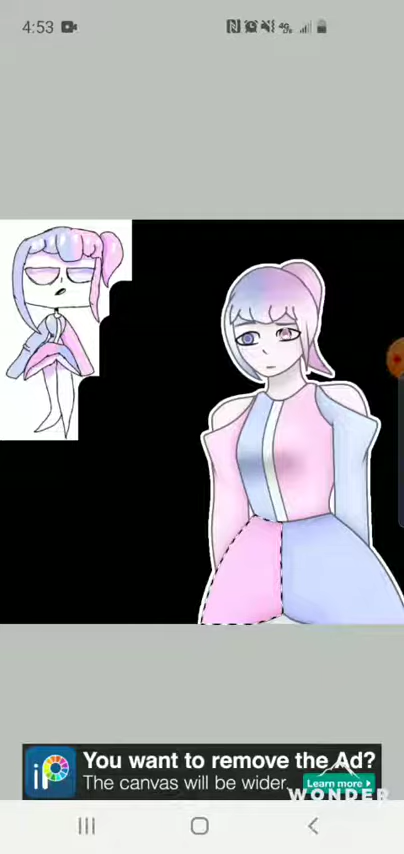 4:53
You want to remove the Ad?
The canvas will be wider.
Learn more
WONDER